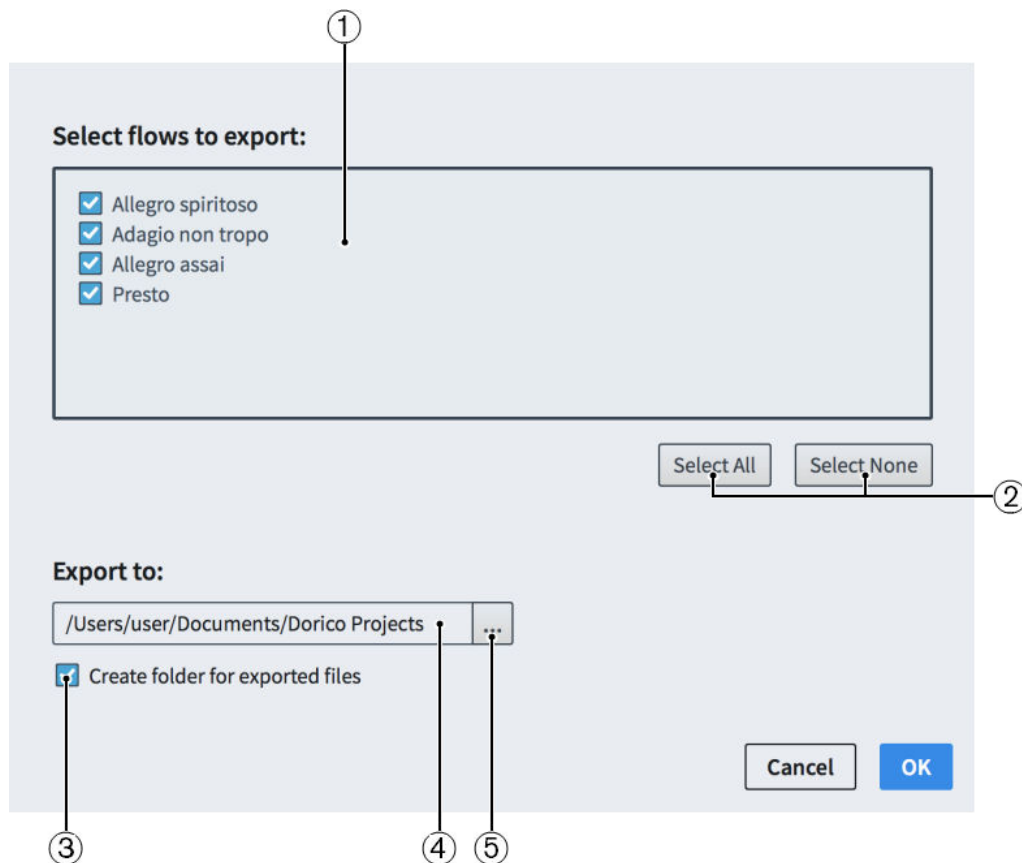 ①
Select flows to export:
Allegro spiritoso
Adagio non tropo
Allegro assai
Presto
Select All Select None
②
Export to:
/Users/user/Documents/Dorico Projects ...
Create folder for exported files
Cancel OK
③ ④ ⑤